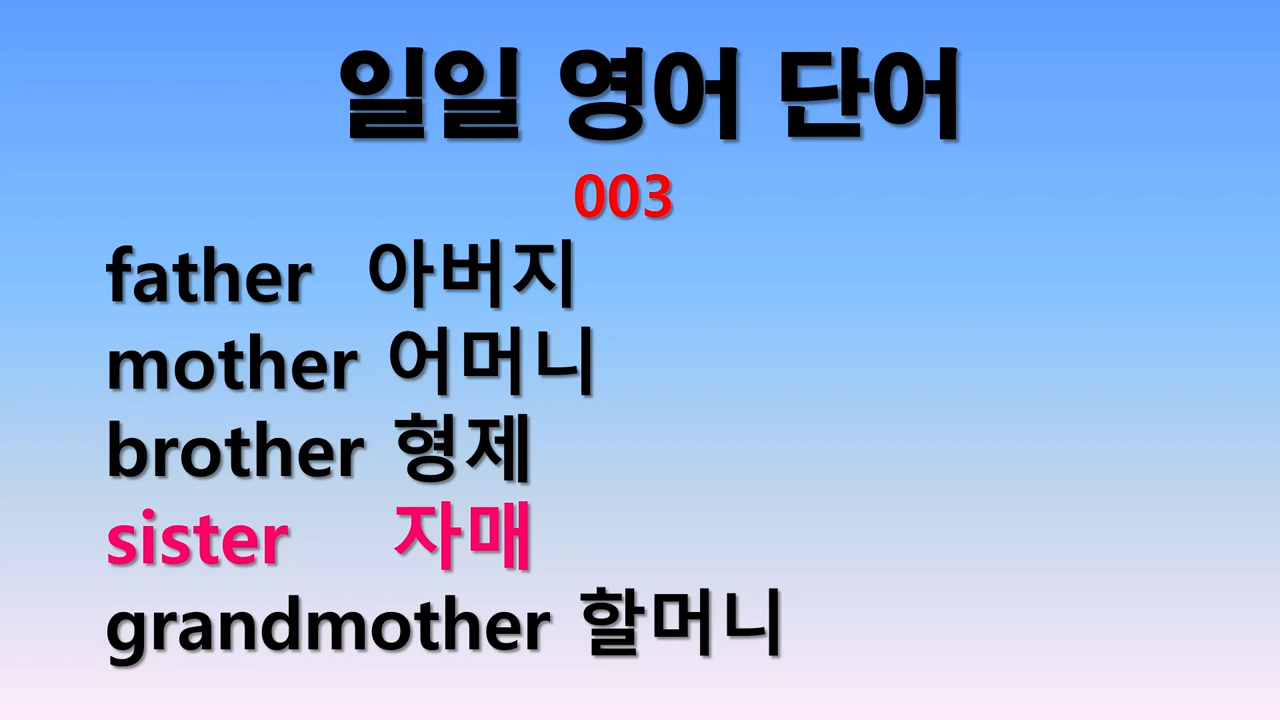 일일 영어 단어
003
father 아버지
mother 어머니
brother 형제
sister 자매
grandmother 할머니